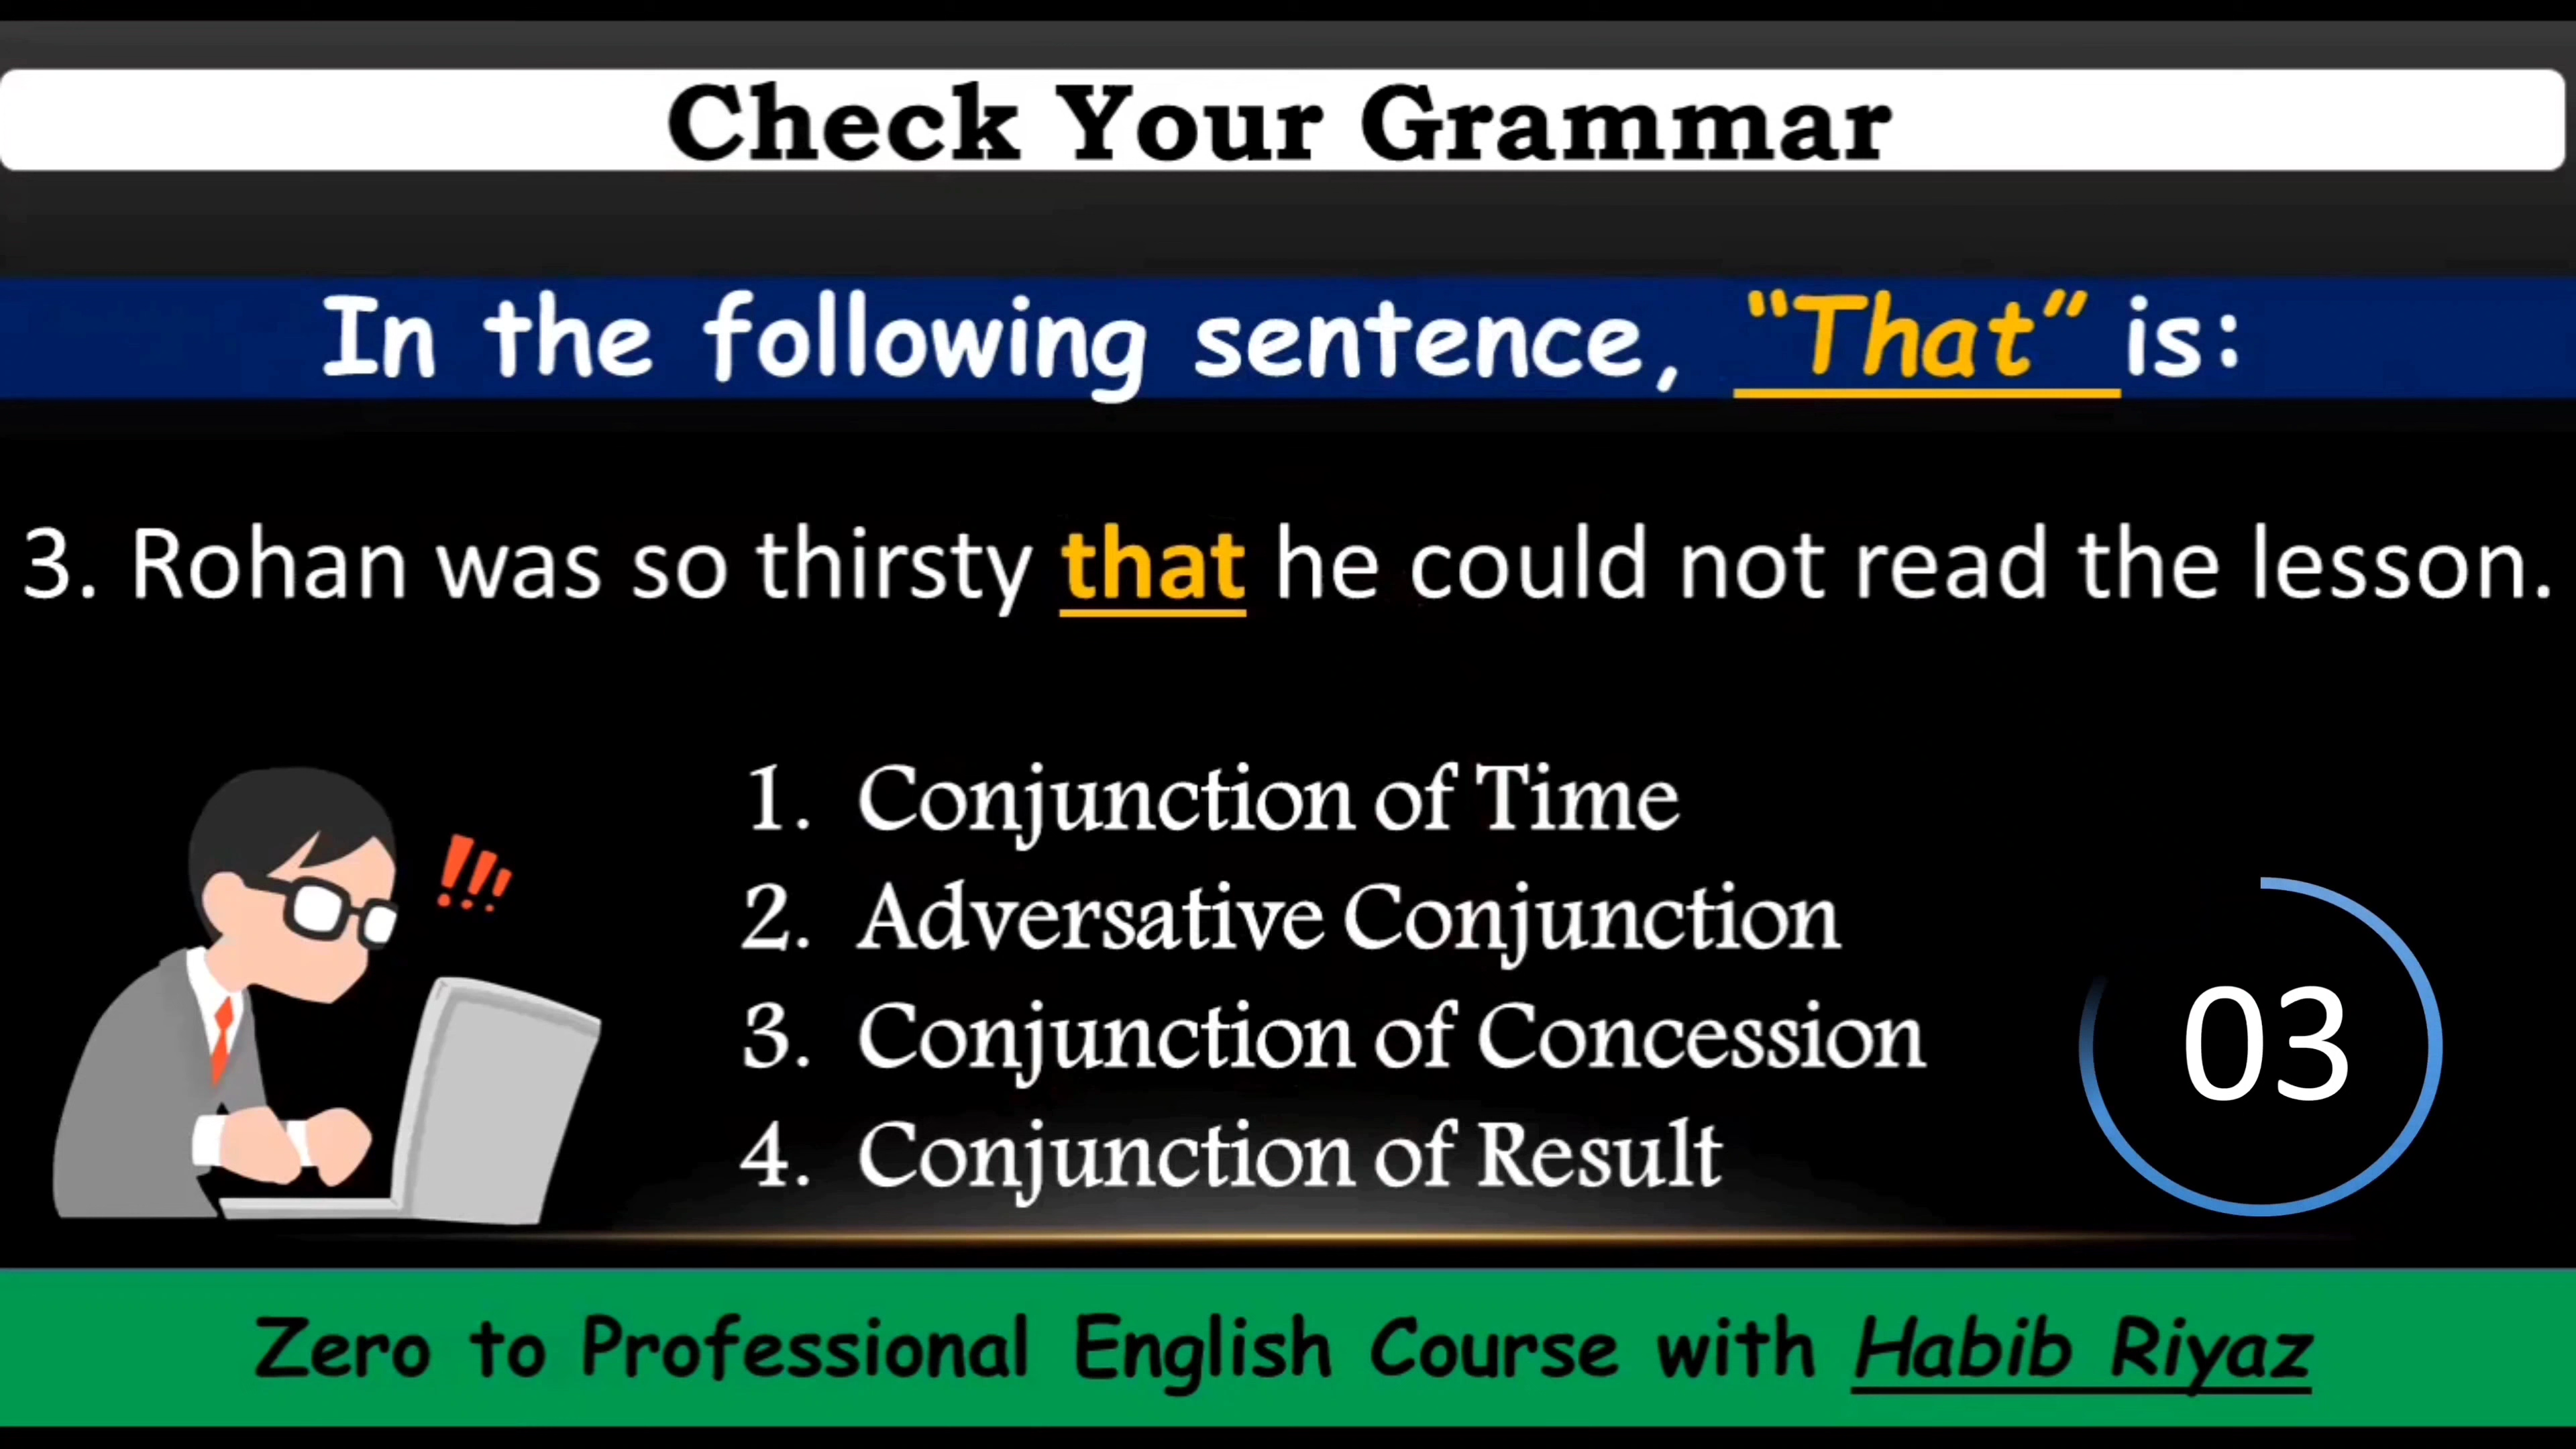 Check Your Grammar
In the following sentence, “That” is:
3. Rohan was so thirsty that he could not read the lesson.
!!!
1. Conjunction of Time
2. Adversative Conjunction
3. Conjunction of Concession
4. Conjunction of Result
03
Zero to Professional English Course with Habib Riyaz